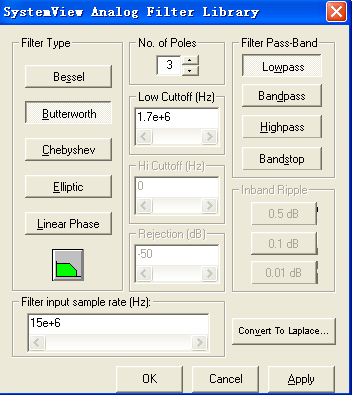 SystemView Analog Filter Library
Filter Type
Bessel
Butterworth
Chebyshev
Elliptic
Linear Phase
No. of Poles
3
Low Cuttoff (Hz)
1.7e+6
Hi Cuttoff (Hz)
0
Rejection (dB)
-50
Filter Pass-Band
Lowpass
Bandpass
Highpass
Bandstop
Inband Ripple
0.5 dB
0.1 dB
0.01 dB
Filter input sample rate (Hz):
15e+6
Convert To Laplace...
OK
Cancel
Apply